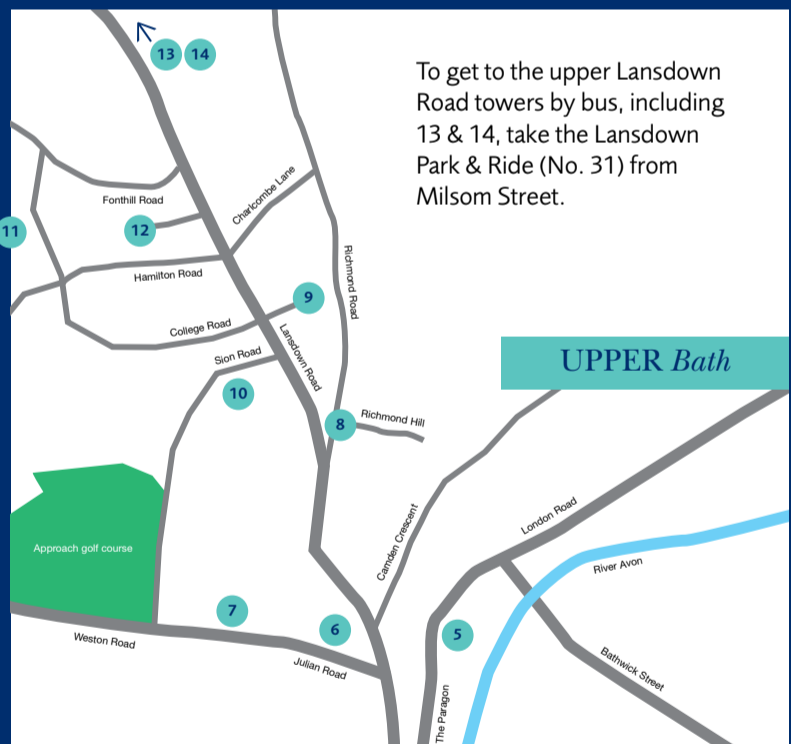 13 14
To get to the upper Lansdown
Road towers by bus, including
13 & 14, take the Lansdown
Park & Ride (No. 31) from
Milsom Street.
Charlcombe Lane
Fonthill Road
11
12
Richmond Road
Hamilton Road
9
College Road
Lansdown Road
Sion Road
UPPER Bath
10
8
Richmond Hill
Camden Crescent
London Road
Approach golf course
River Avon
7
6
5
Weston Road
Julian Road
Bathwick Street
The Paragon